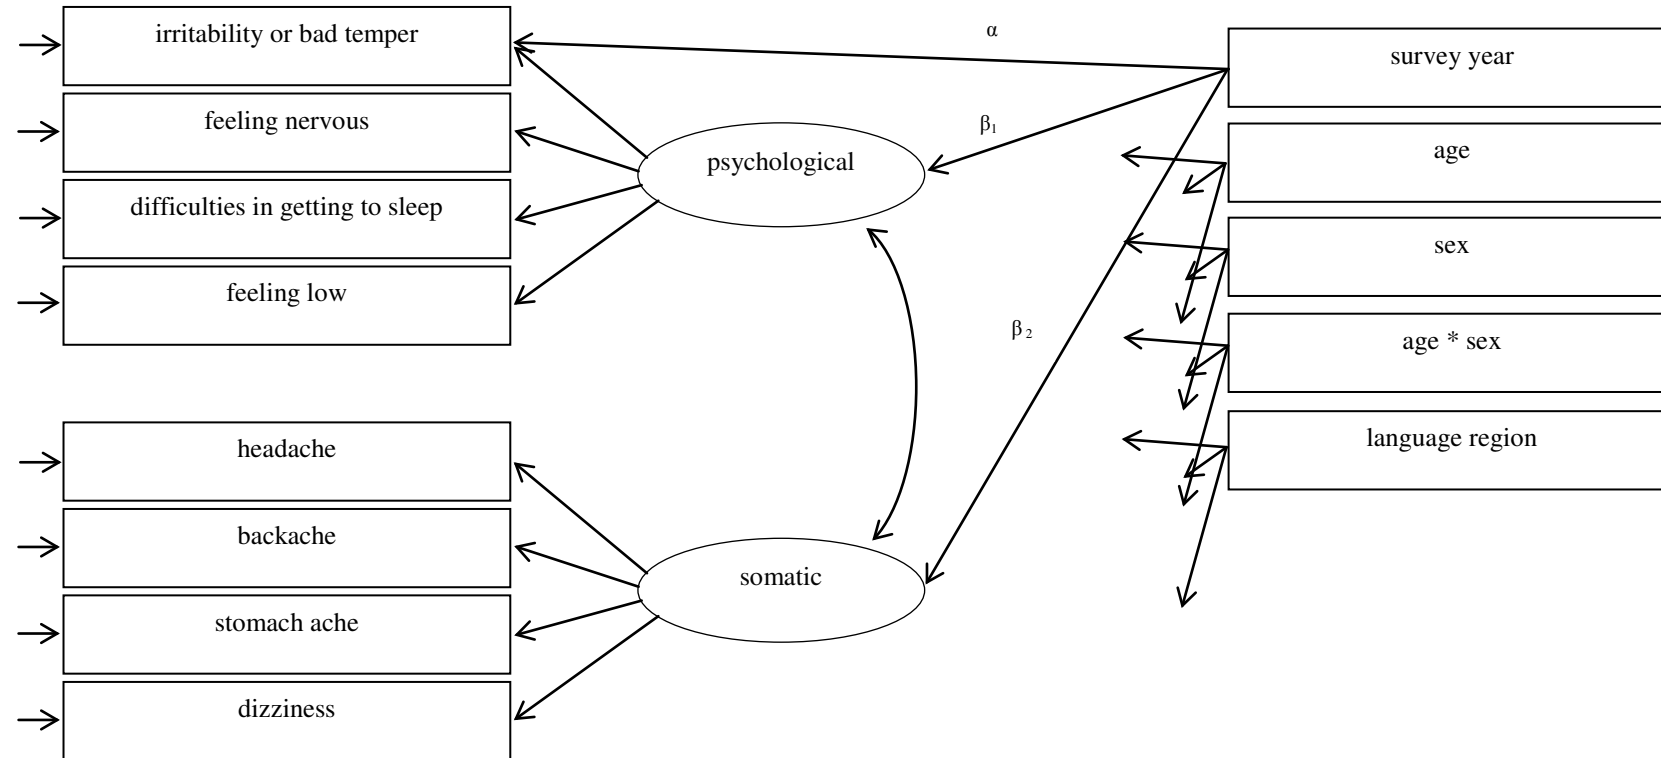 irritability or bad temper
feeling nervous
difficulties in getting to sleep
feeling low
headache
backache
stomach ache
dizziness
psychological
somatic
α
β1
β 2
survey year
age
sex
age * sex
language region